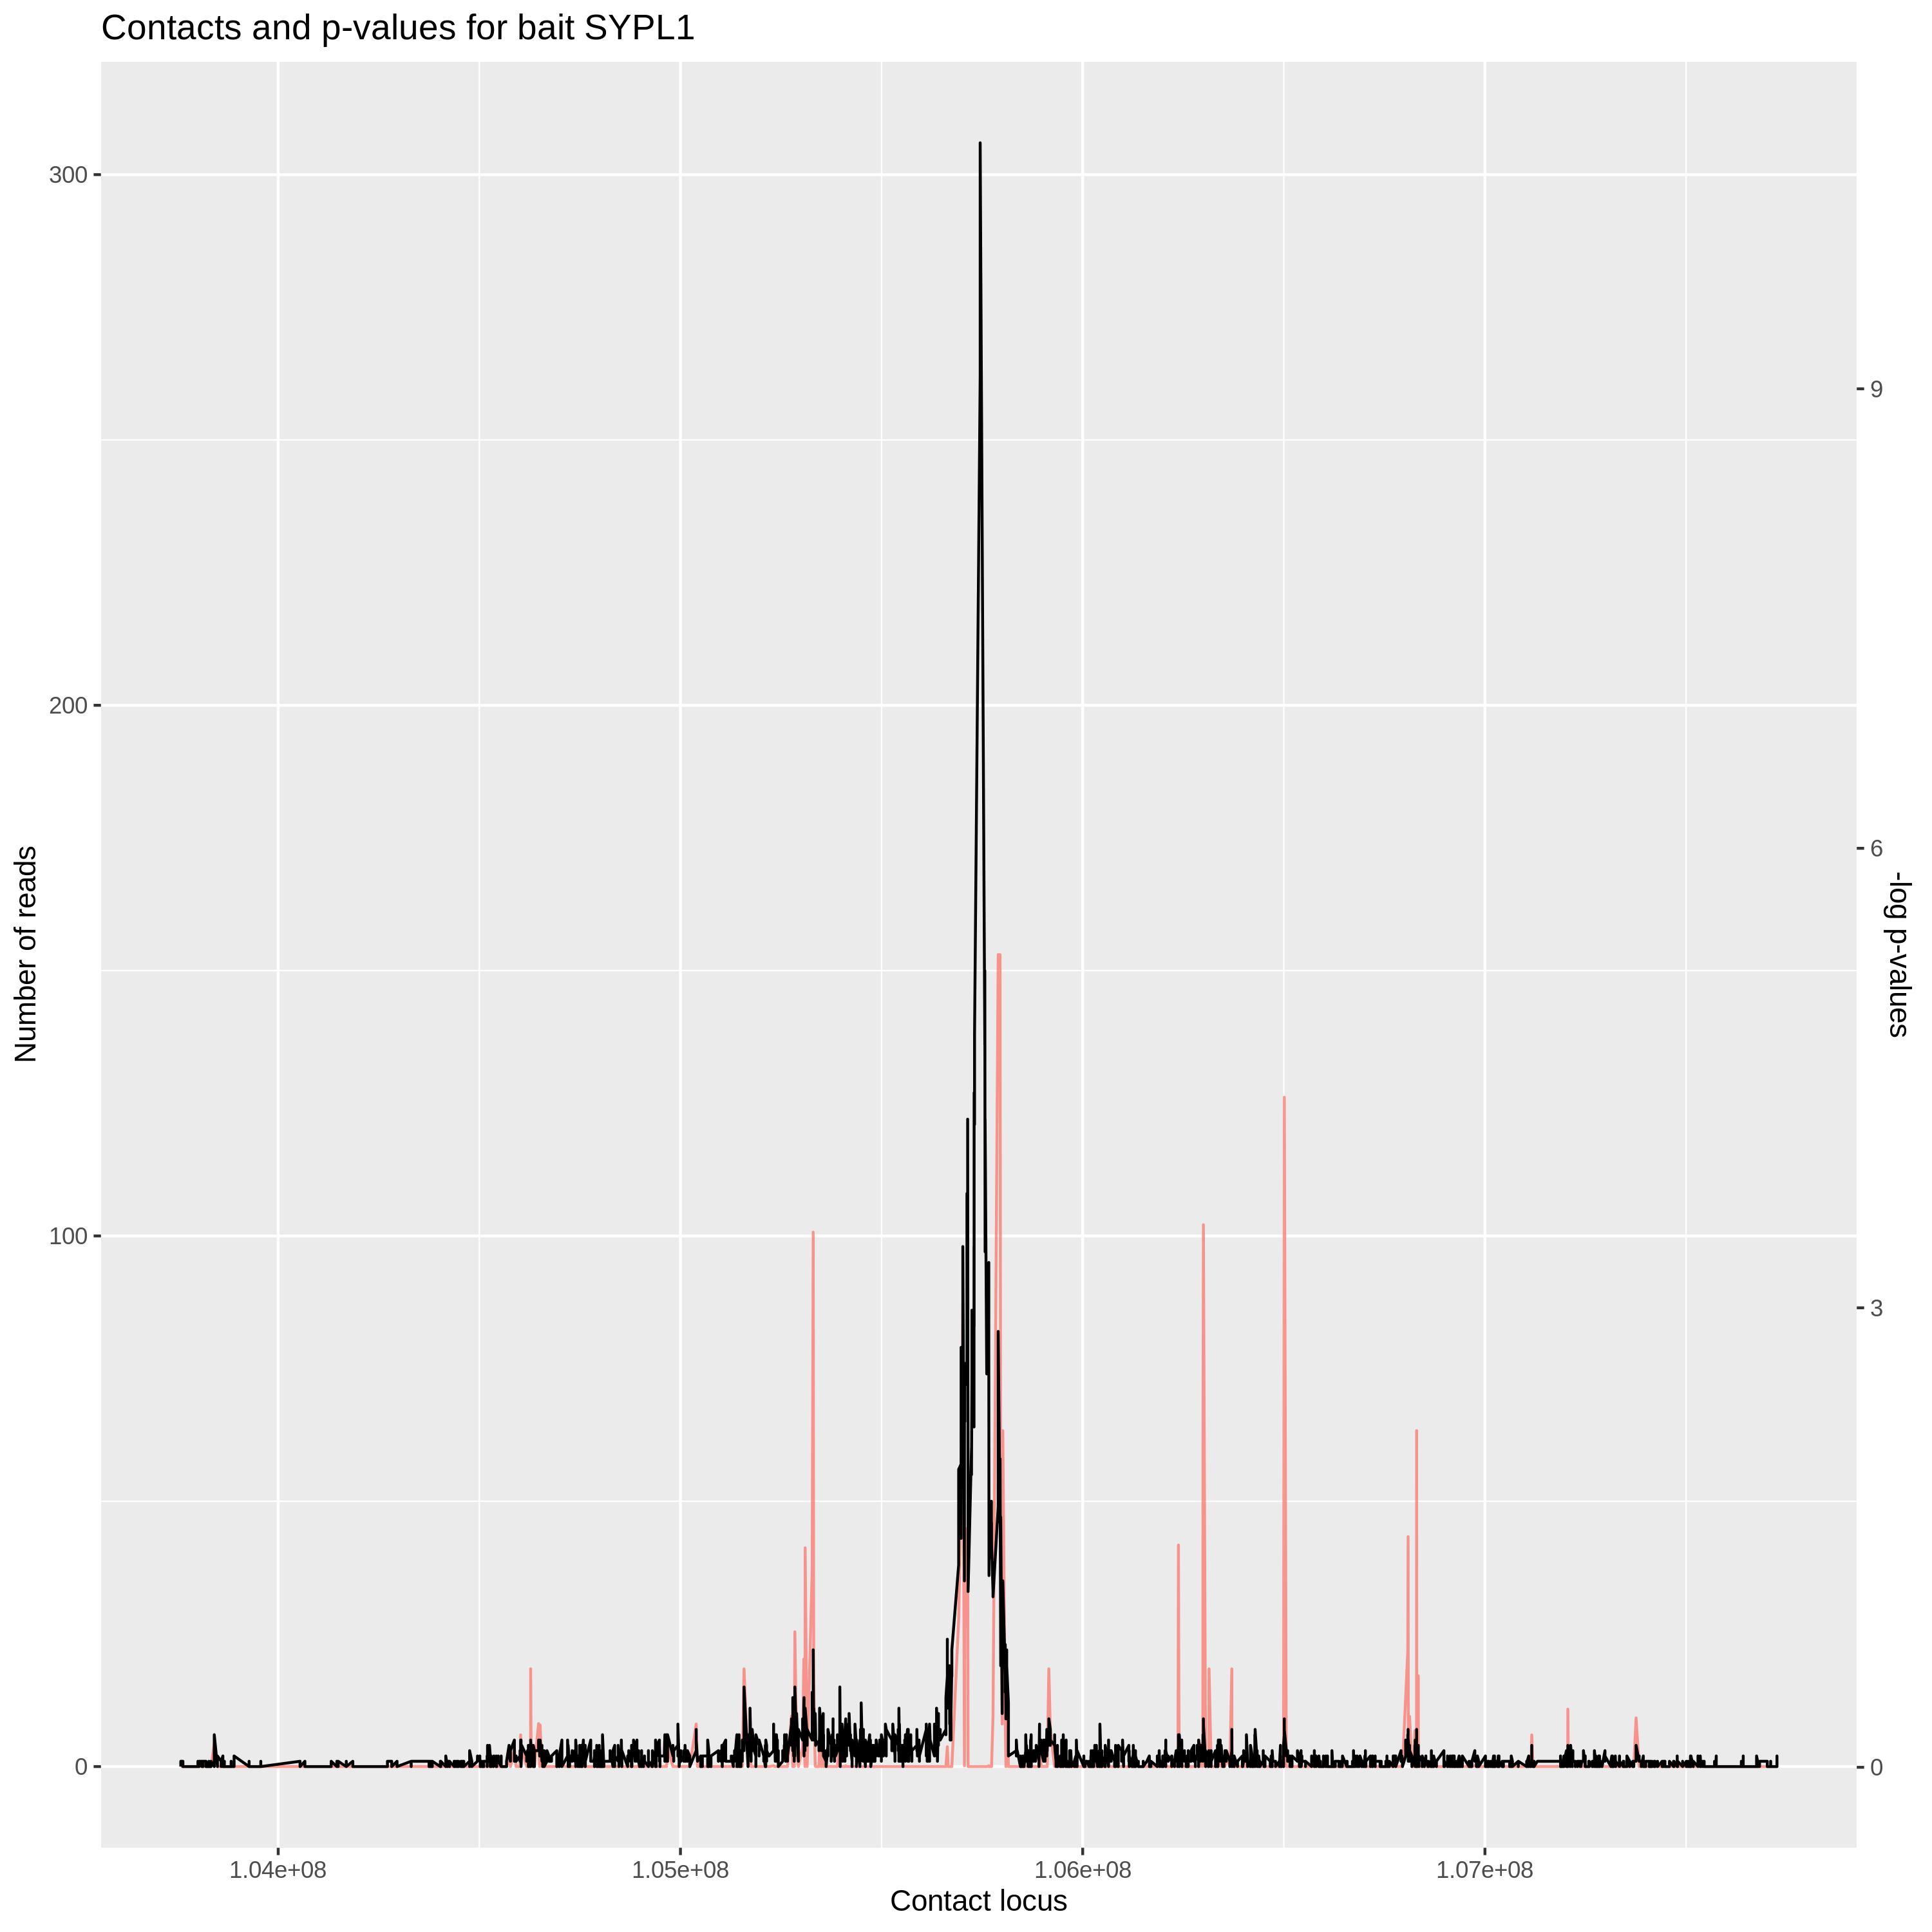 Contacts and p-values for bait SYPL1
300
200
100
0
Number of reads
9
6
3
0
-log p-values
1.04e+08
1.05e+08
1.06e+08
1.07e+08
Contact locus